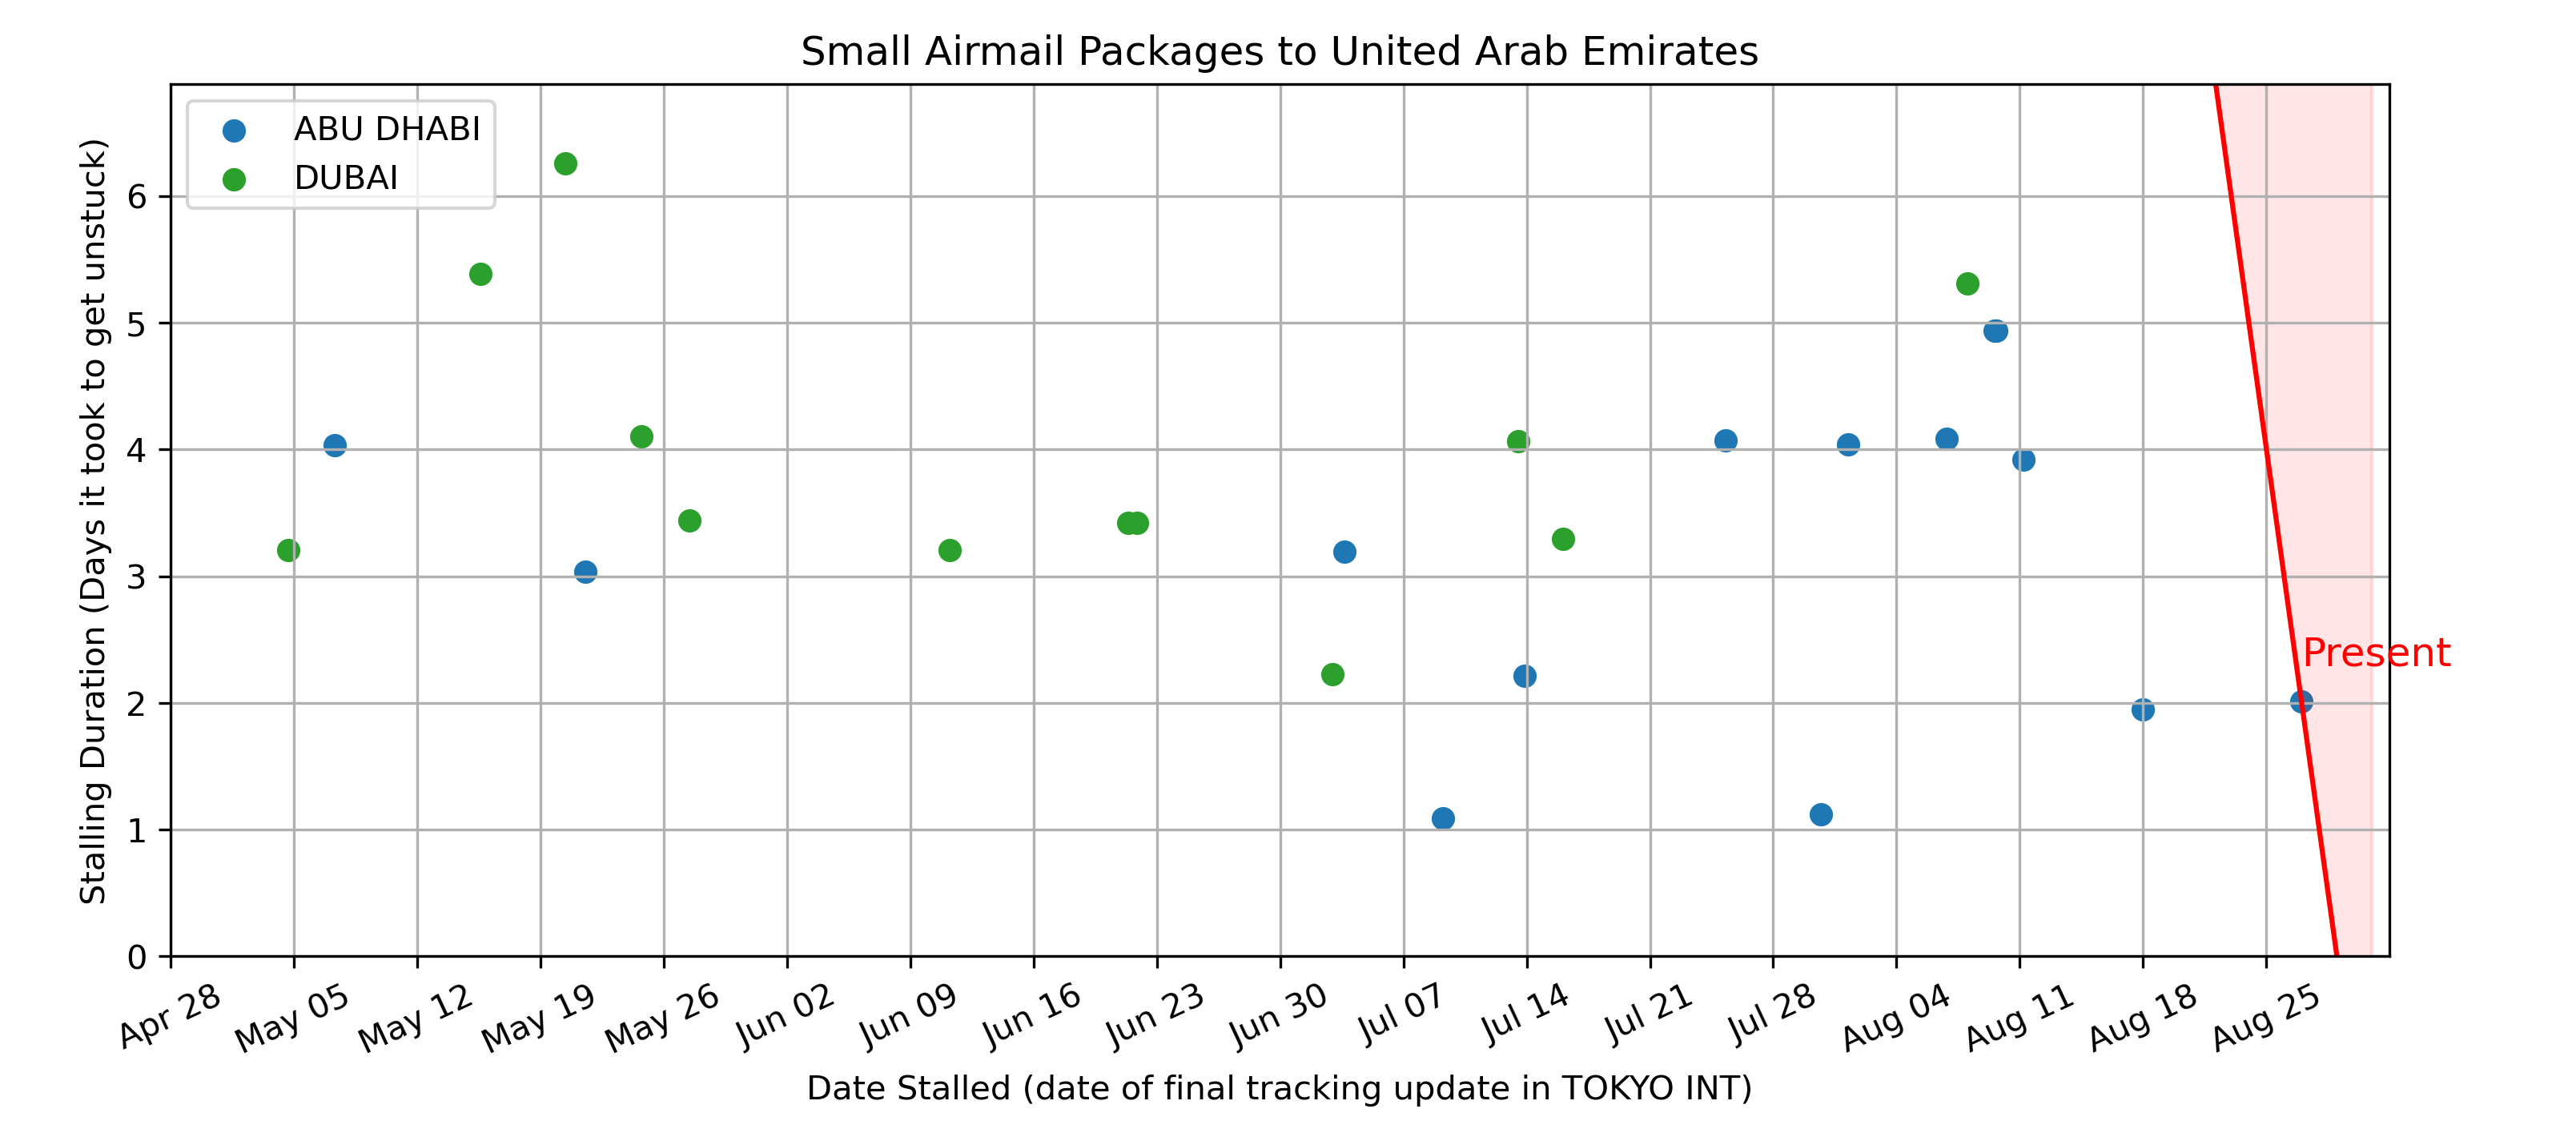 Small Airmail Packages to United Arab Emirates
ABU DHABI
DUBAI
Stalling Duration (Days it took to get unstuck)
6
5
4
3
2
1
0
Present
Apr 28
May 05
May 12
May 19
May 26
Jun 02
Jun 09
Jun 16
Jun 23
Jun 30
Jul 07
Jul 14
Jul 21
Jul 28
Aug 04
Aug 11
Aug 18
Aug 25
Date Stalled (date of final tracking update in TOKYO INT)